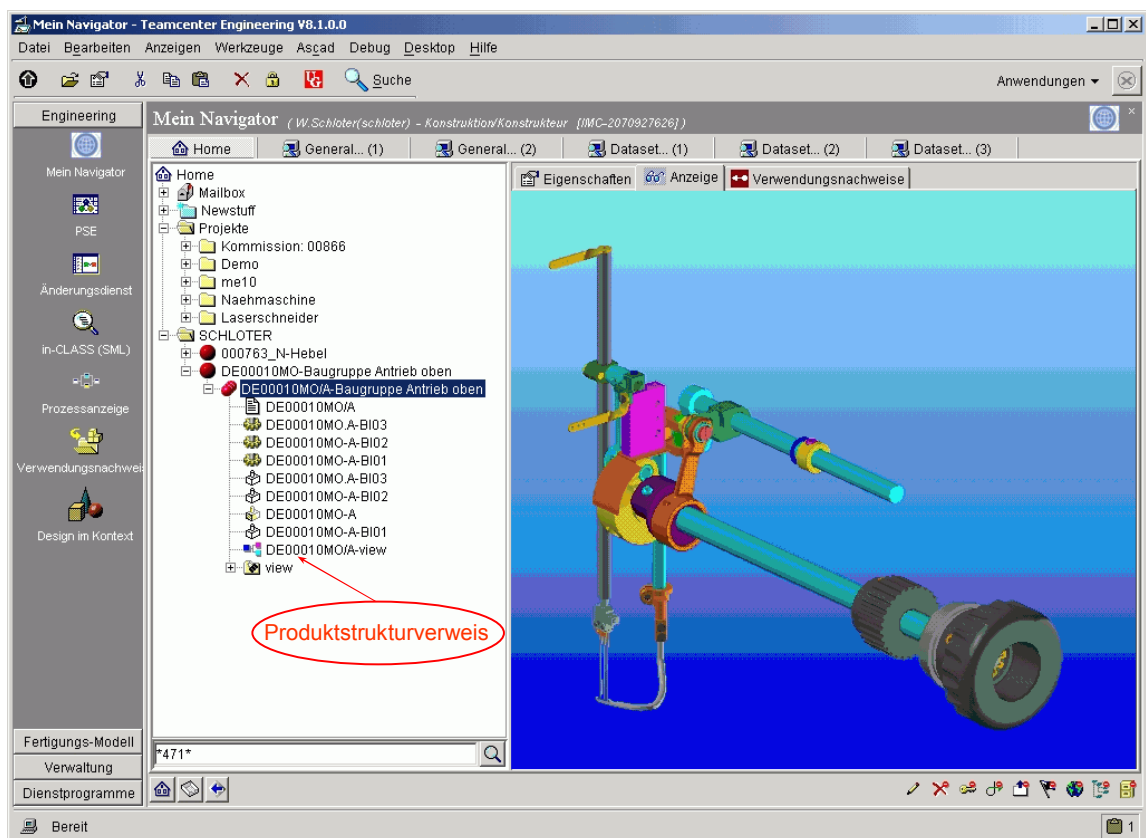 Mein Navigator - Teamcenter Engineering V8.1.0.0
Datei Bearbeiten Anzeigen Werkzeuge Ascad Debug Desktop Hilfe
Suche
Anwendungen
Engineering
Mein Navigator
PSE
Änderungsdienst
in-CLASS (SML)
Prozessanzeige
Verwendungsnachwei
Design im Kontext
Fertigungs-Modell
Verwaltung
Dienstprogramme
Mein Navigator ( W.Schloter(schloter) - Konstruktion/Konstrukteur [IMC-2070927626] )
Home General... (1) General... (2) Dataset... (1) Dataset... (2) Dataset... (3)
Home
Mailbox
Newstuff
Projekte
Kommission: 00866
Demo
me10
Naehmaschine
Laserschneider
SCHLOTER
000763_N-Hebel
DE00010MO-Baugruppe Antrieb oben
DE00010MO/A-Baugruppe Antrieb oben
DE00010MO/A
DE00010MO.A-BI03
DE00010MO-A-BI02
DE00010MO-A-BI01
DE00010MO.A-BI03
DE00010MO-A-BI02
DE00010MO-A
DE00010MO-A-BI01
DE00010MO/A-view
view
Produktstrukturverweis
*471*
Eigenschaften Anzeige Verwendungsnachweise
Bereit
1